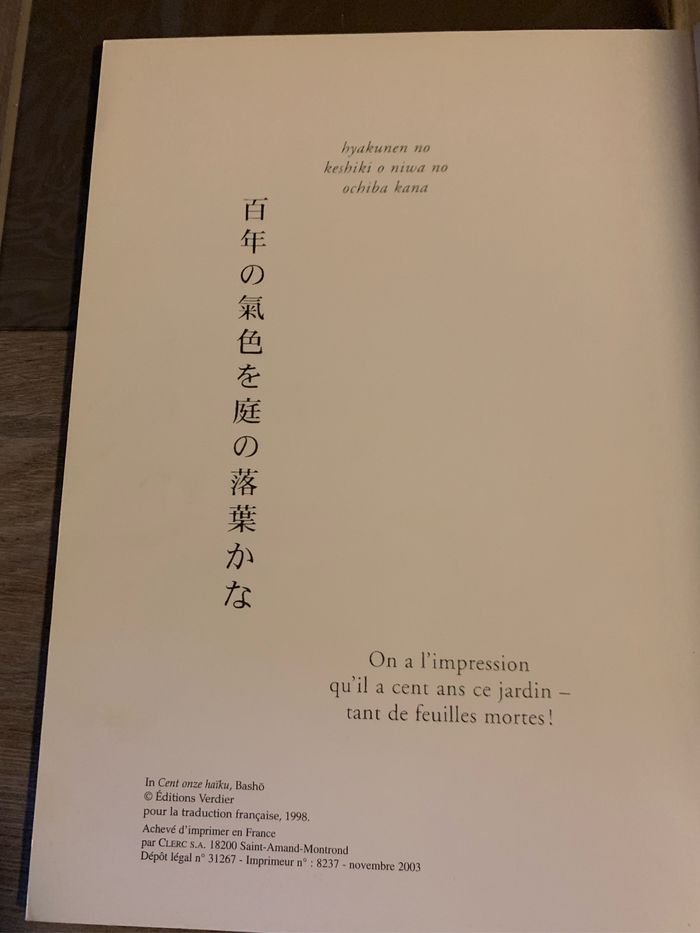 hyakunen no
keshiki o niwa no
ochiba kana
百年の氣色を庭の落葉かな
On a l'impression
qu'il a cent ans ce jardin –
tant de feuilles mortes !
In Cent onze haïku, Bashō
© Éditions Verdier
pour la traduction française, 1998.
Achevé d'imprimer en France
par CLERC S.A. 18200 Saint-Amand-Montrond
Dépôt légal n° 31267 - Imprimeur n° : 8237 - novembre 2003